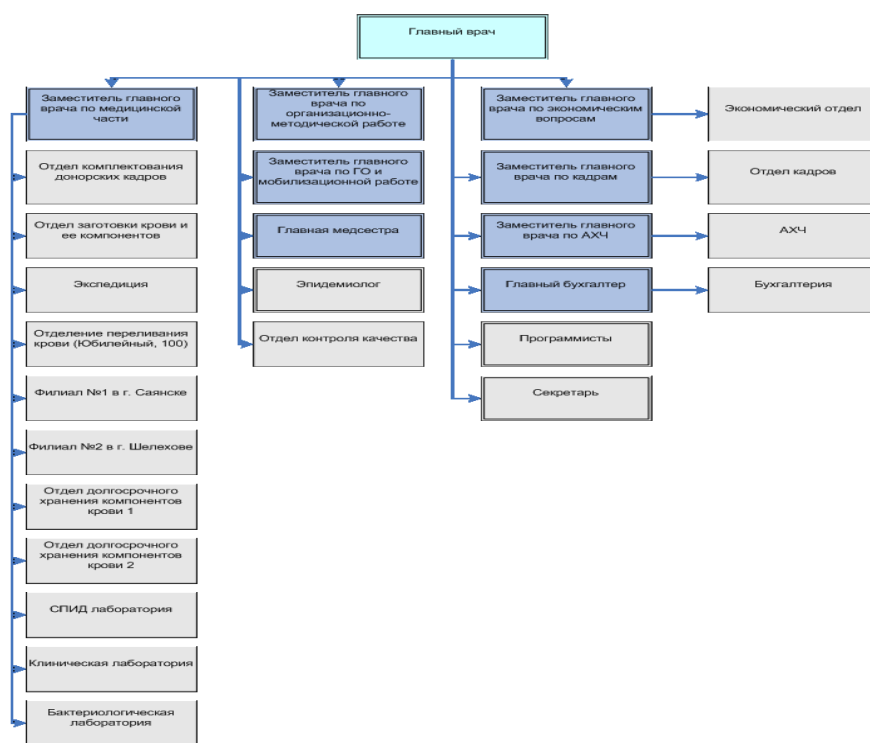 Главный врач
Заместитель главного
врача по медицинской
части
Заместитель главного
врача по
организационно-
методической работе
Заместитель главного
врача по экономическим
вопросам
Экономический отдел
Отдел комплектования
донорских кадров
Заместитель главного
врача по ГО и
мобилизационной работе
Заместитель главного
врача по кадрам
Отдел кадров
Отдел заготовки крови и
ее компонентов
Главная медсестра
Заместитель главного
врача по АХЧ
АХЧ
Экспедиция
Эпидемиолог
Главный бухгалтер
Бухгалтерия
Отделение переливания
крови (Юбилейный, 100)
Отдел контроля качества
Программисты
Филиал №1 в г. Саянске
Секретарь
Филиал №2 в г. Шелехове
Отдел долгосрочного
хранения компонентов
крови 1
Отдел долгосрочного
хранения компонентов
крови 2
СПИД лаборатория
Клиническая лаборатория
Бактериологическая
лаборатория